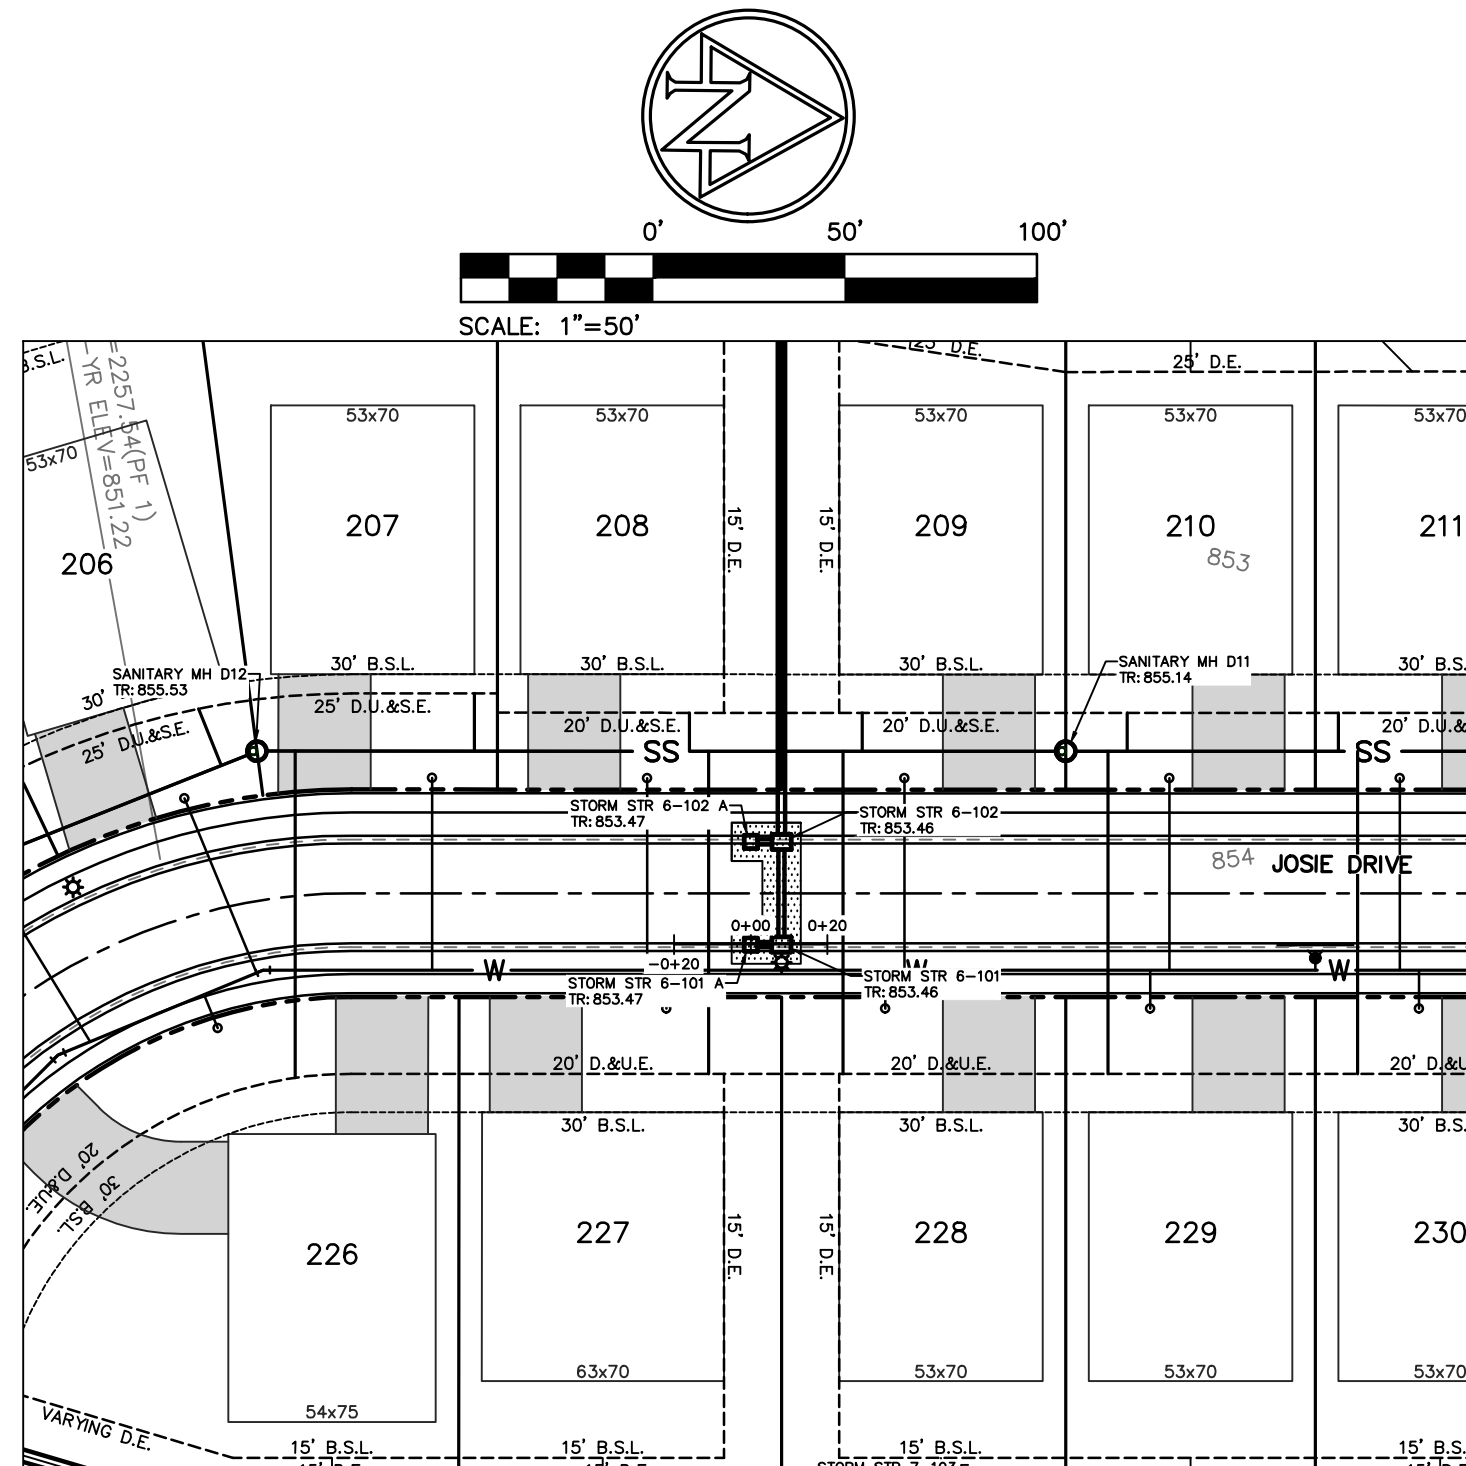 N
0' 50' 100'
SCALE: 1"=50'
B.S.L.
=2257.54(PF 1)
-YR ELEV=851.22
25' D.E.
25' D.E.
53x70
53x70
53x70
53x70
53x70
53x70
206
207
208
15' D.E.
15' D.E.
209
210
211
853
30' B.S.L.
30' B.S.L.
30' B.S.L.
30' B.S.
SANITARY MH D12
TR: 855.53
SANITARY MH D11
TR: 855.14
30'
25' D.U.&S.E.
25' D.U.&S.E.
20' D.U.&S.E.
20' D.U.&S.E.
20' D.U.&
SS
SS
STORM STR 6-102 A
TR: 853.47
STORM STR 6-102
TR: 853.46
854
JOSIE DRIVE
0+00
0+20
-0+20
W
W
W
STORM STR 6-101 A
TR: 853.47
STORM STR 6-101
TR: 853.46
20' D.&U.E.
20' D.&U.E.
20' D.&U
20' D.&U.E.
30' B.S.L.
30' B.S.L.
30' B.S.L.
30' B.S.
226
227
15' D.E.
15' D.E.
228
229
230
63x70
53x70
53x70
53x70
54x75
VARYING D.E.
15' B.S.L.
15' B.S.L.
15' B.S.L.
15' B.S
STORM STR 7-103